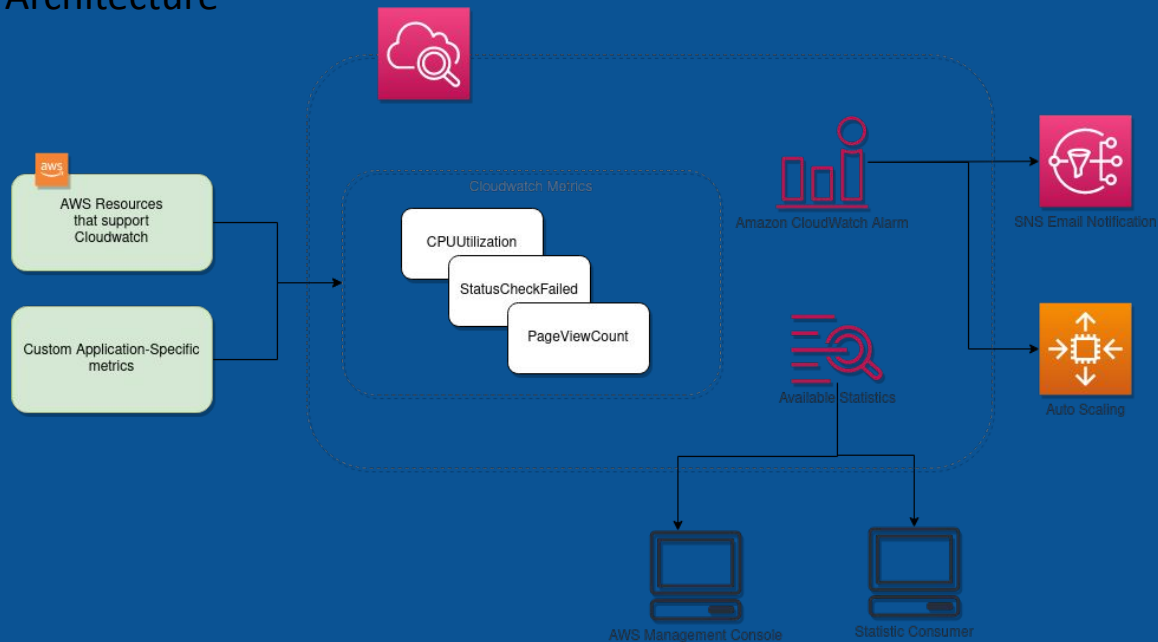 Architecture
aws
AWS Resources
that support
Cloudwatch
Custom Application-Specific
metrics
Cloudwatch Metrics
CPUUtilization
StatusCheckFailed
PageViewCount
Amazon CloudWatch Alarm
Available Statistics
SNS Email Notification
Auto Scaling
AWS Management Console
Statistic Consumer